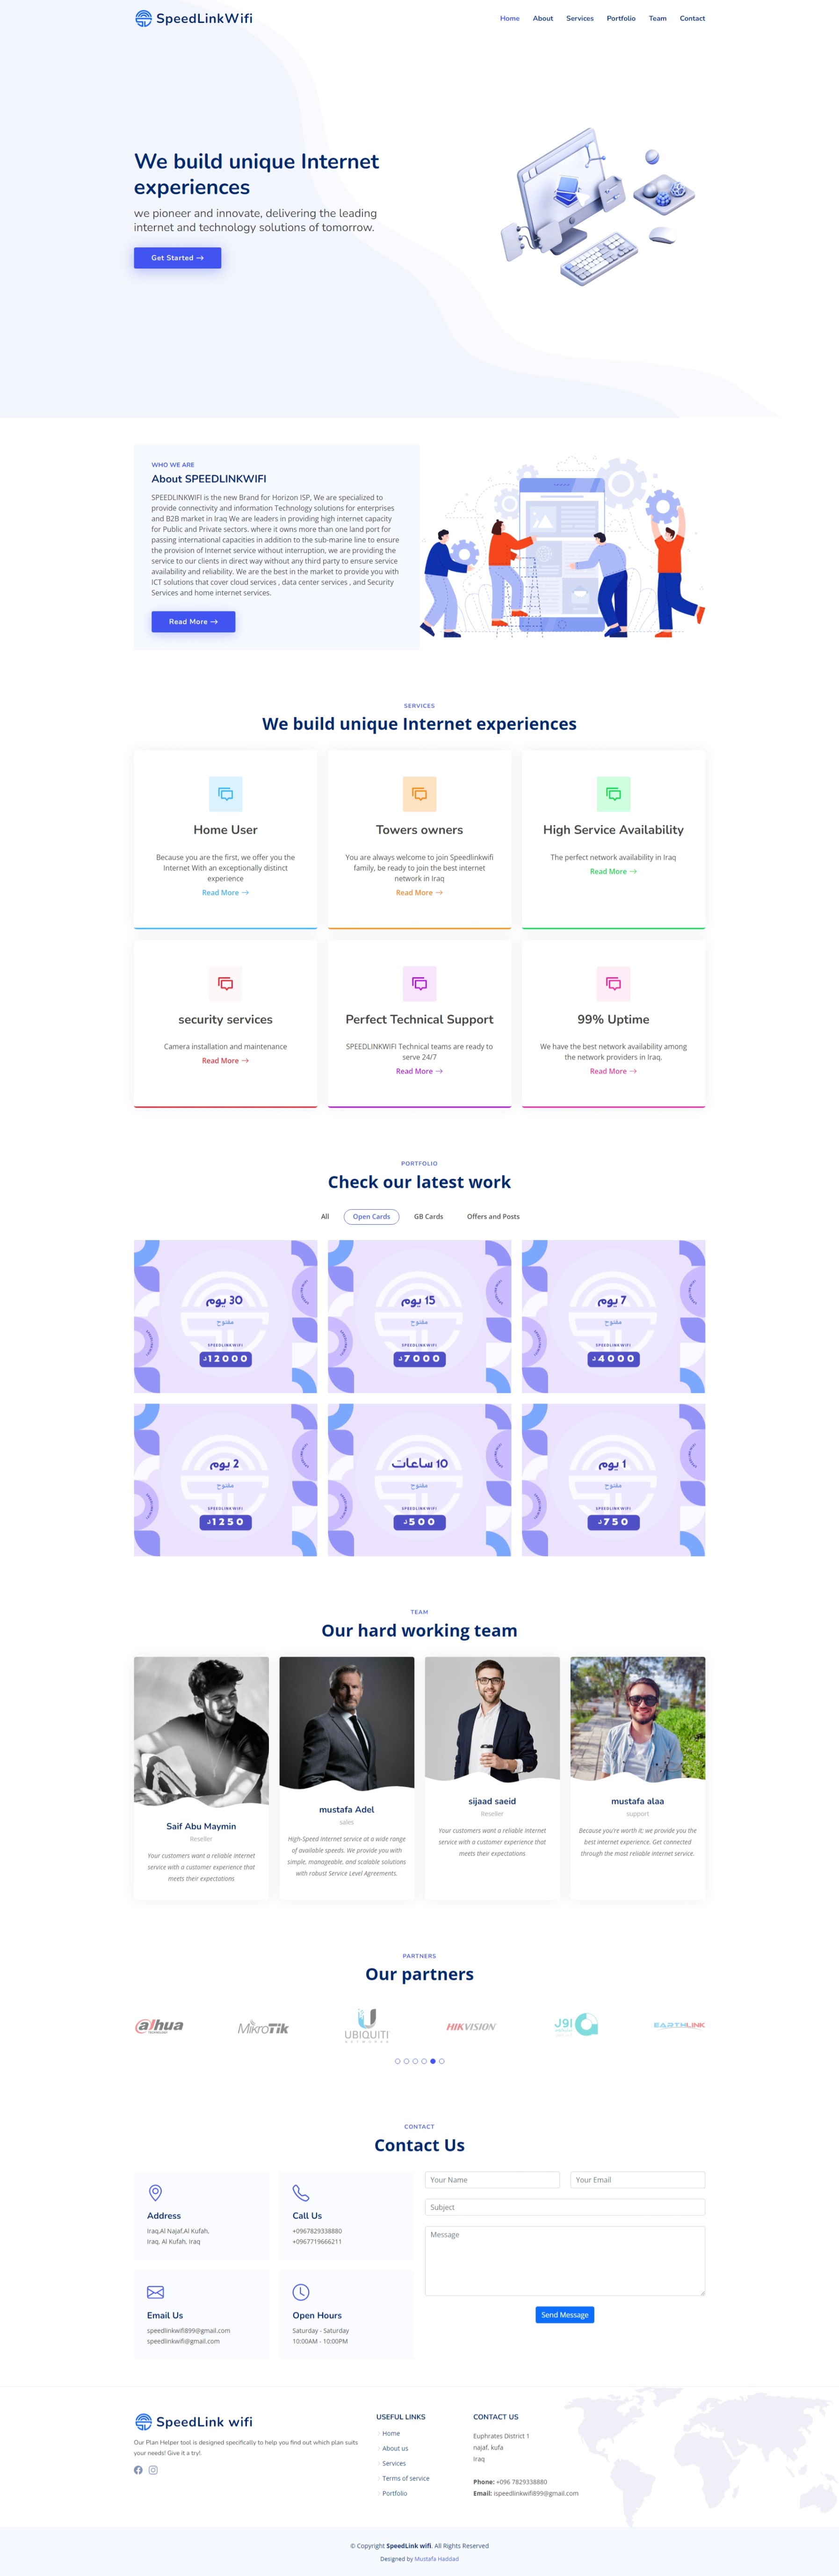 SpeedLinkWifi
Home About Services Portfolio Team Contact
We build unique Internet
experiences
we pioneer and innovate, delivering the leading
internet and technology solutions of tomorrow.
Get Started →
WHO WE ARE
About SPEEDLINKWIFI
SPEEDLINKWIFI is the new Brand for Horizon ISP, We are specialized to
provide connectivity and information Technology solutions for enterprises
and B2B market in Iraq We are leaders in providing high internet capacity
for Public and Private sectors. where it owns more than one land port for
passing international capacities in addition to the sub-marine line to ensure
the provision of Internet service without interruption, we are providing the
service to our clients in direct way without any third party to ensure service
availability and reliability. We are the best in the market to provide you with
ICT solutions that cover cloud services , data center services , and Security
Services and home internet services.
Read More →
SERVICES
We build unique Internet experiences
Home User
Because you are the first, we offer you the
Internet With an exceptionally distinct
experience
Read More →
Towers owners
You are always welcome to join Speedlinkwifi
family, be ready to join the best internet
network in Iraq
Read More →
High Service Availability
The perfect network availability in Iraq
Read More →
security services
Camera installation and maintenance
Read More →
Perfect Technical Support
SPEEDLINKWIFI Technical teams are ready to
serve 24/7
Read More →
99% Uptime
We have the best network availability among
the network providers in Iraq.
Read More →
PORTFOLIO
Check our latest work
All Open Cards GB Cards Offers and Posts
30 يوم
مفتوح
SPEEDLINKWIFI
12000د
15 يوم
مفتوح
SPEEDLINKWIFI
7000د
7 يوم
مفتوح
SPEEDLINKWIFI
4000د
2 يوم
مفتوح
SPEEDLINKWIFI
1250د
10 ساعات
مفتوح
SPEEDLINKWIFI
500د
1 يوم
مفتوح
SPEEDLINKWIFI
750د
TEAM
Our hard working team
Saif Abu Maymin
Reseller
Your customers want a reliable internet
service with a customer experience that
meets their expectations
mustafa Adel
sales
High-Speed internet service at a wide range
of available speeds. We provide you with
simple, manageable, and scalable solutions
with robust Service Level Agreements.
sijaad saeid
Reseller
Your customers want a reliable internet
service with a customer experience that
meets their expectations
mustafa alaa
support
Because you're worth it; we provide you the
best internet experience. Get connected
through the most reliable internet service.
PARTNERS
Our partners
alhua
TECHNOLOGY
MikroTik
UBIQUITI
NETWORKS
HIKVISION
EARTHLINK
CONTACT
Contact Us
Address
Iraq,Al Najaf,Al Kufah,
Iraq, Al Kufah, Iraq
Call Us
+0967829338880
+0967719666211
Email Us
speedlinkwifi899@gmail.com
speedlinkwifi@gmail.com
Open Hours
Saturday - Saturday
10:00AM - 10:00PM
Your Name
Your Email
Subject
Message
Send Message
SpeedLink wifi
Our Plan Helper tool is designed specifically to help you find out which plan suits
your needs! Give it a try!.
USEFUL LINKS
Home
About us
Services
Terms of service
Portfolio
CONTACT US
Euphrates District 1
najaf, kufa
Iraq
Phone: +096 7829338880
Email: ispeedlinkwifi899@gmail.com
© Copyright SpeedLink wifi. All Rights Reserved
Designed by Mustafa Haddad